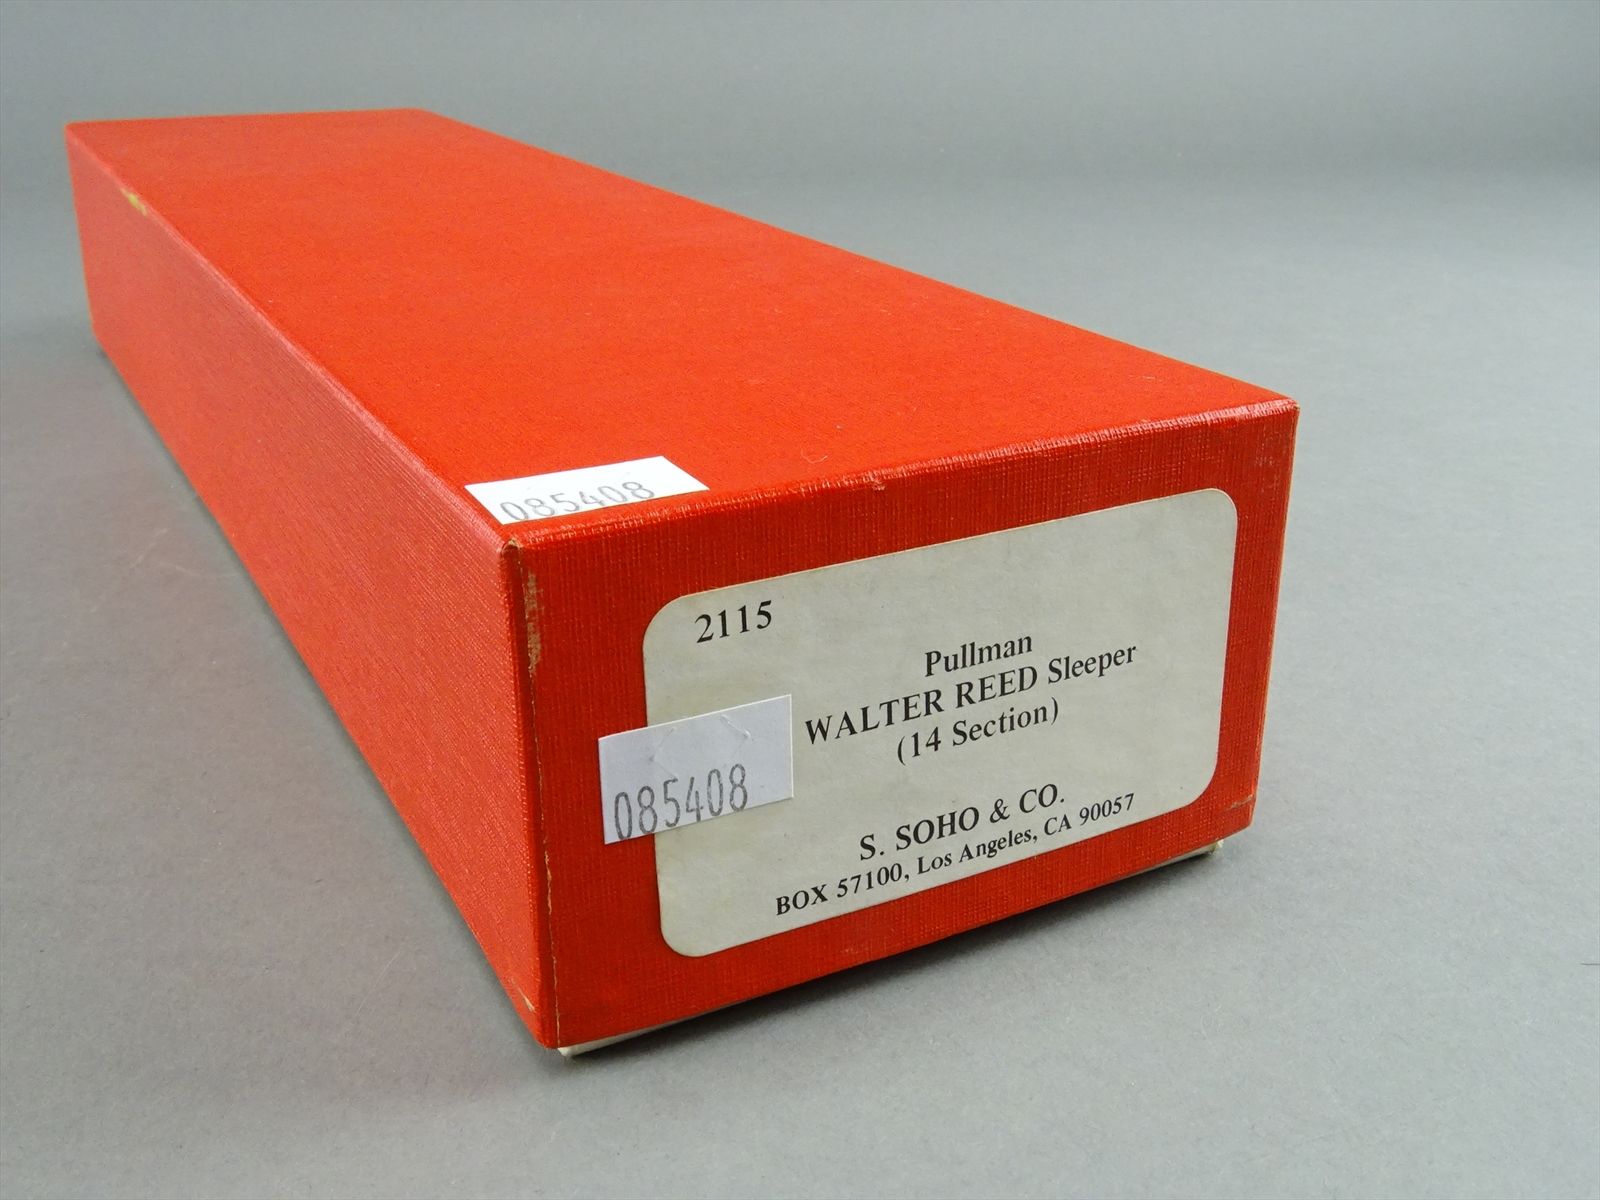 085408
2115
Pullman
WALTER REED Sleeper
(14 Section)
085408
S. SOHO & CO.
BOX 57100, Los Angeles, CA 90057